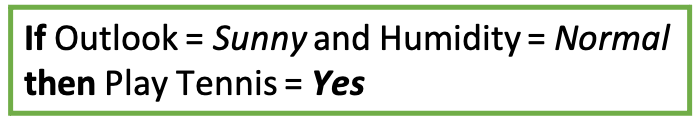 If Outlook = Sunny and Humidity = Normal
then Play Tennis = Yes